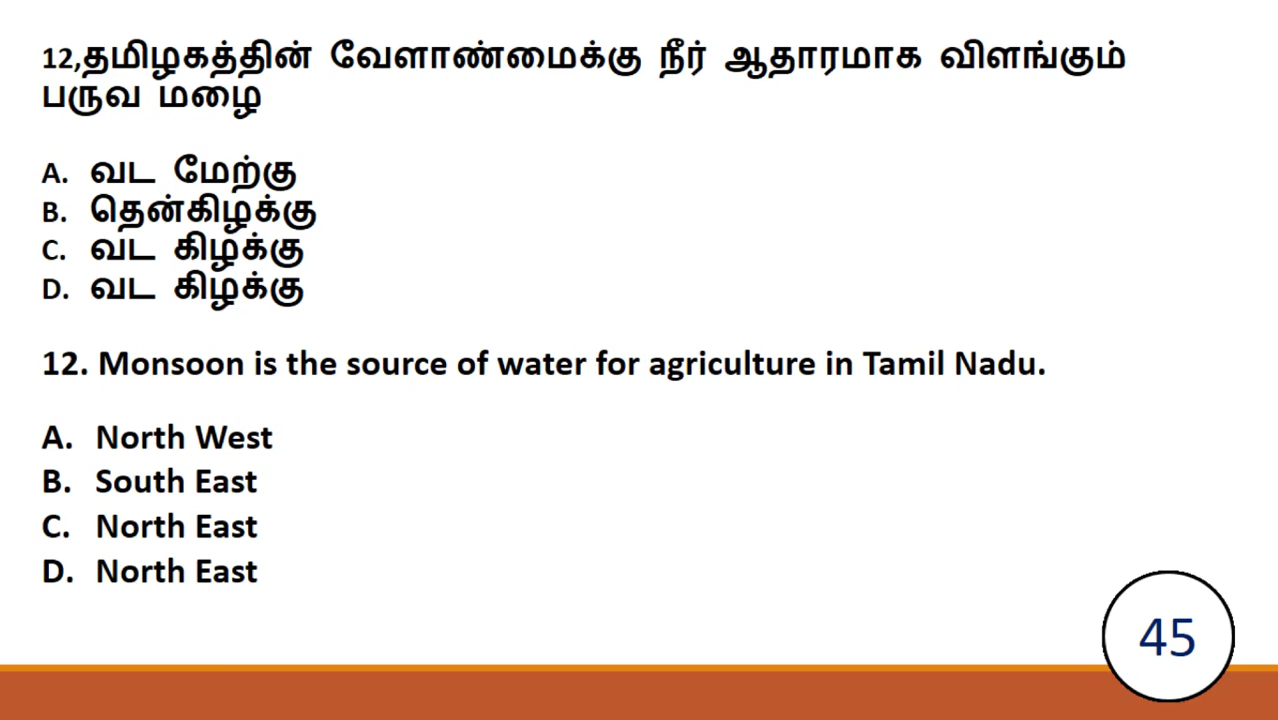 12,தமிழகத்தின் வேளாண்மைக்கு நீர் ஆதாரமாக விளங்கும்
பருவ மழை
A. வட மேற்கு
B. தென்கிழக்கு
C. வட கிழக்கு
D. வட கிழக்கு
12. Monsoon is the source of water for agriculture in Tamil Nadu.
A. North West
B. South East
C. North East
D. North East
45